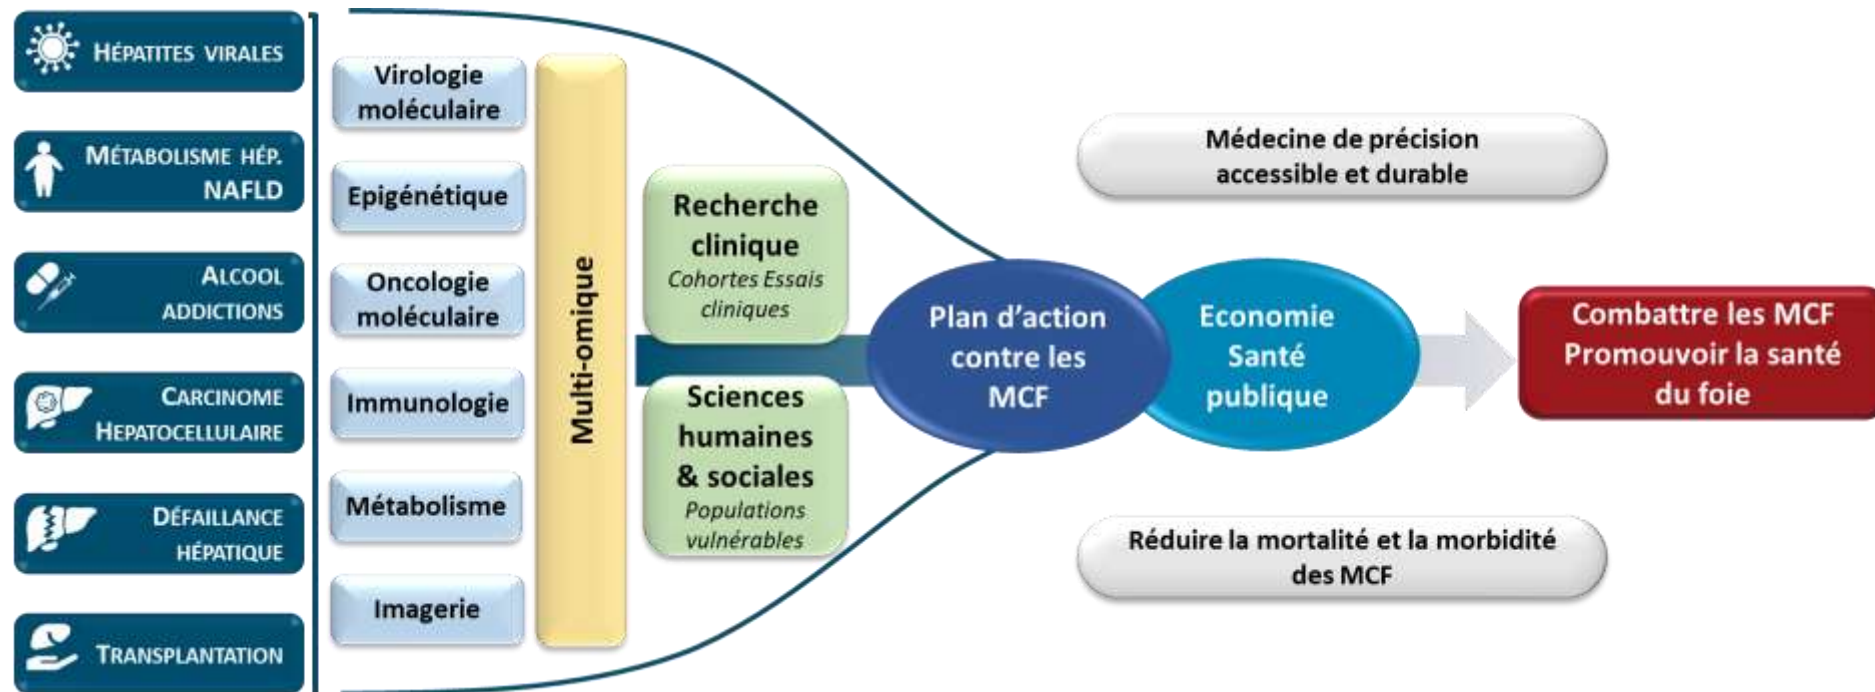 HÉPATITES VIRALES
MÉTABOLISME HÉP.
NAFLD
ALCOOL
ADDICTIONS
CARCINOME
HEPATOCELLULAIRE
DÉFAILLANCE
HÉPATIQUE
TRANSPLANTATION
Virologie
moléculaire
Epigénétique
Oncologie
moléculaire
Immunologie
Métabolisme
Imagerie
Multi-omique
Recherche
clinique
Cohortes Essais
cliniques
Sciences
humaines
& sociales
Populations
vulnérables
Plan d’action
contre les
MCF
Economie
Santé
publique
Médecine de précision
accessible et durable
Réduire la mortalité et la morbidité
des MCF
Combattre les MCF
Promouvoir la santé
du foie